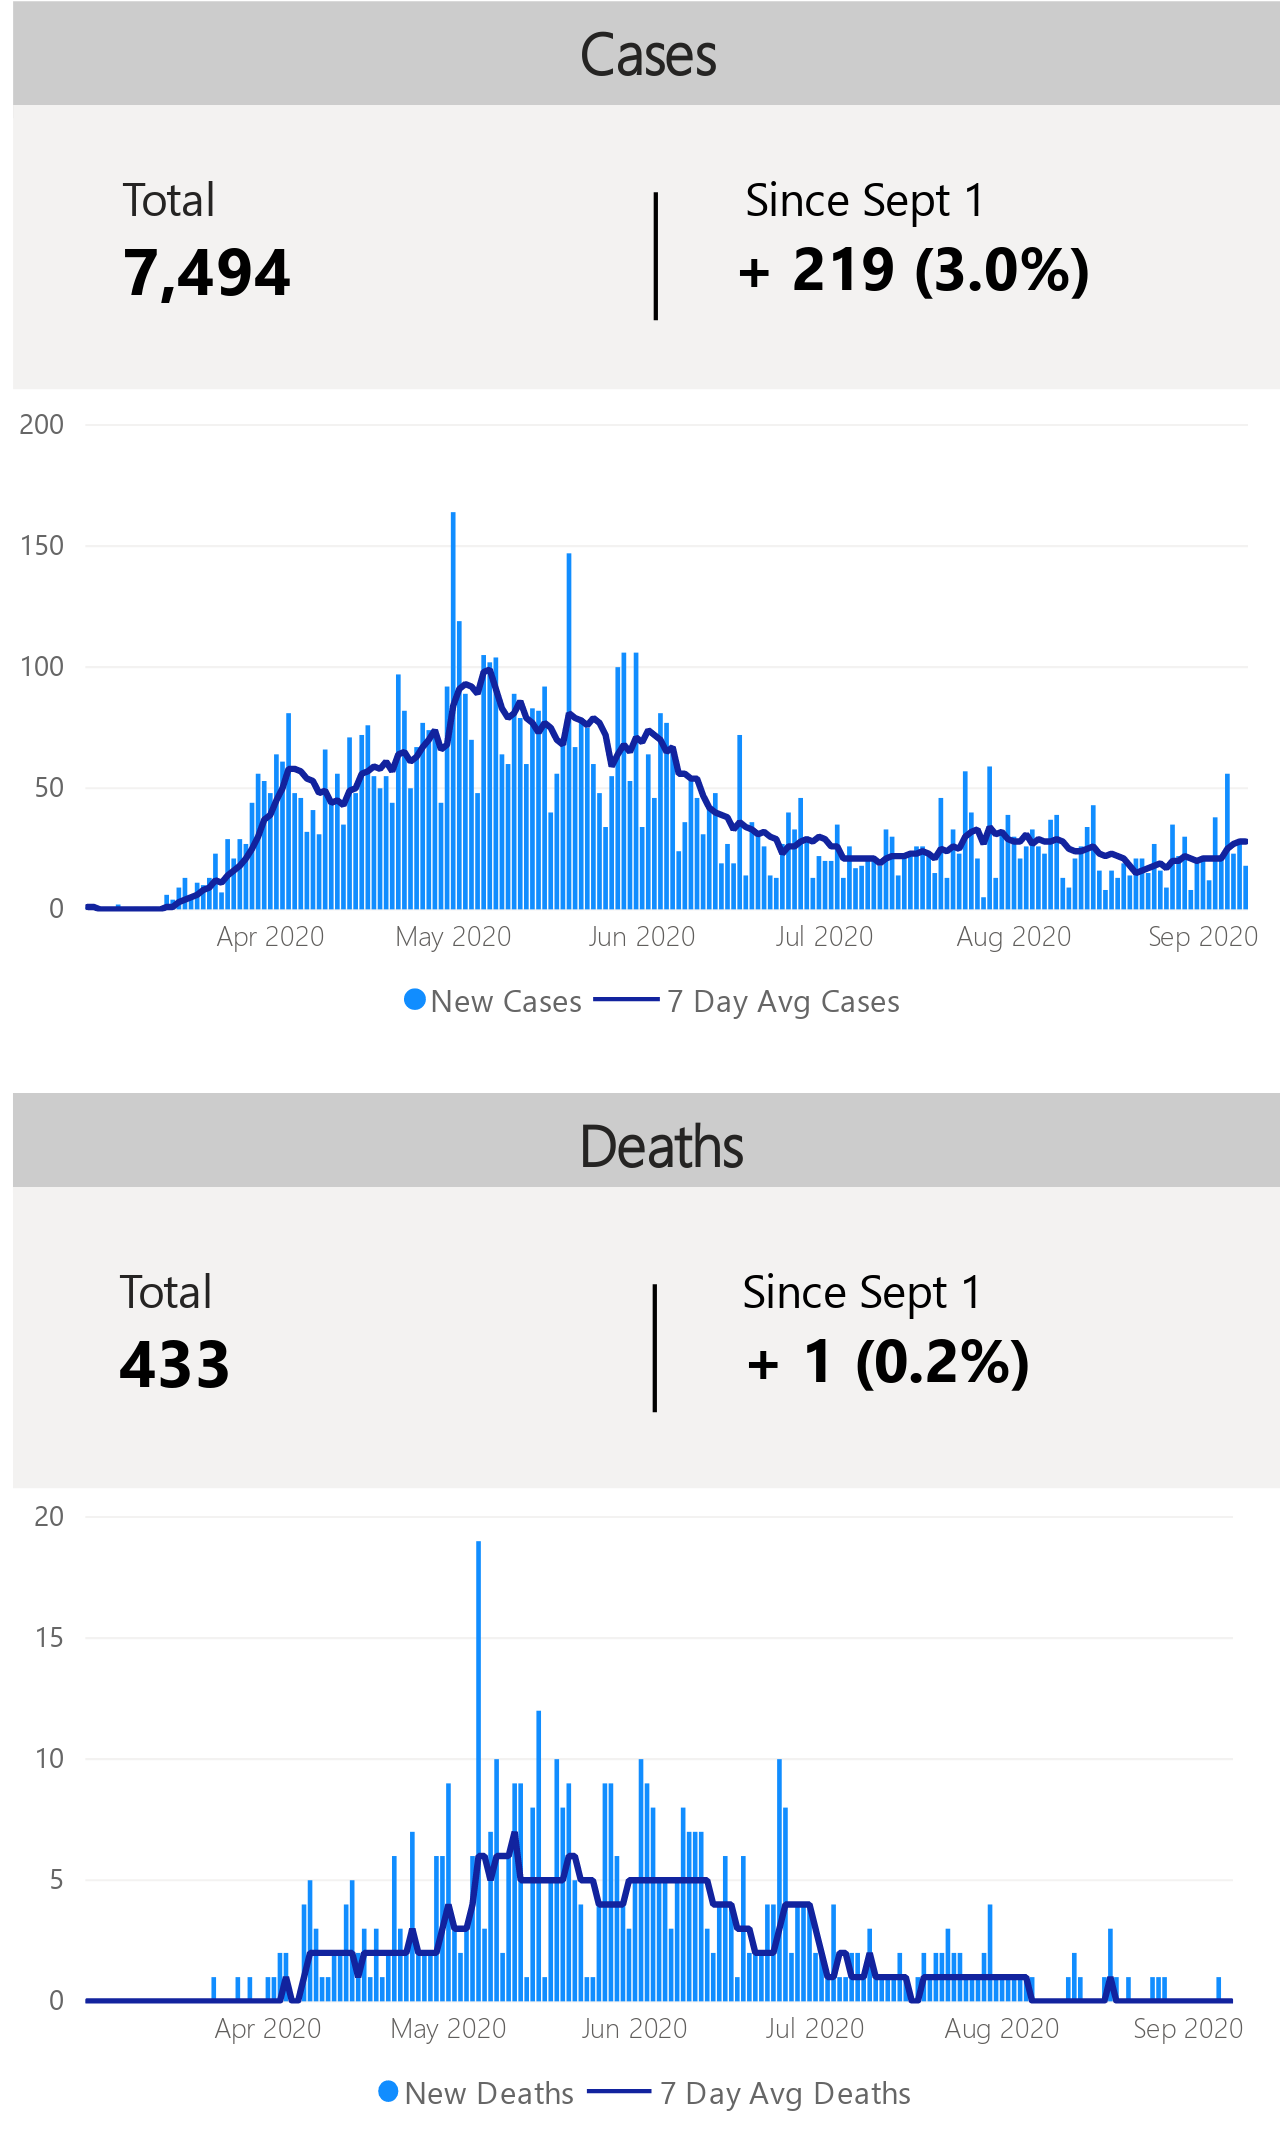 Cases
Total
Since Sept 1
7,494
+ 219 (3.0%)
200
150
100
50
0
Apr 2020 May 2020 Jun 2020 Jul 2020 Aug 2020 Sep 2020
New Cases 7 Day Avg Cases
Deaths
Total
Since Sept 1
433
+ 1 (0.2%)
20
15
10
5
0
Apr 2020 May 2020 Jun 2020 Jul 2020 Aug 2020 Sep 2020
New Deaths 7 Day Avg Deaths